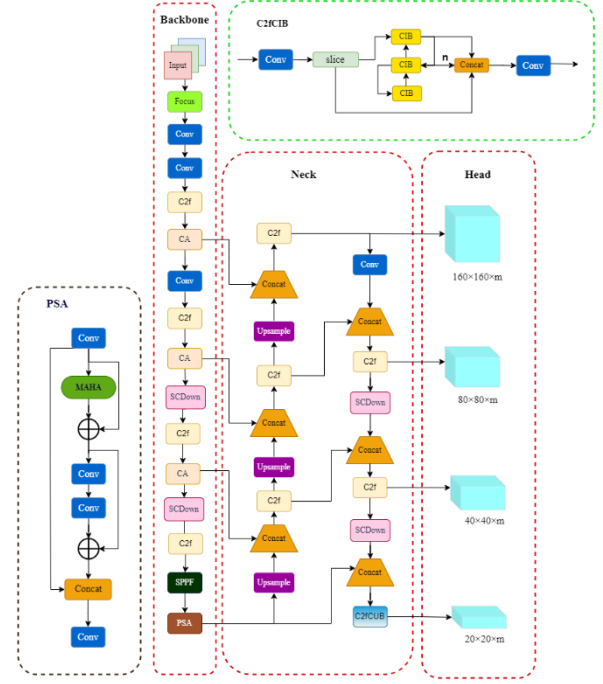 Backbone
Input
Focus
Conv
Conv
C2f
CA
Conv
C2f
CA
SCDown
C2f
CA
SCDown
C2f
SPPF
PSA
C2fCIB
Conv
slice
CIB
CIB
CIB
n
Concat
Conv
Neck
C2f
Concat
Upsample
C2f
Concat
Upsample
C2f
Concat
Upsample
Conv
Concat
C2f
SCDown
Concat
C2f
SCDown
Concat
C2fCUB
Head
160×160×m
80×80×m
40×40×m
20×20×m
PSA
Conv
MAHA
Conv
Conv
Concat
Conv